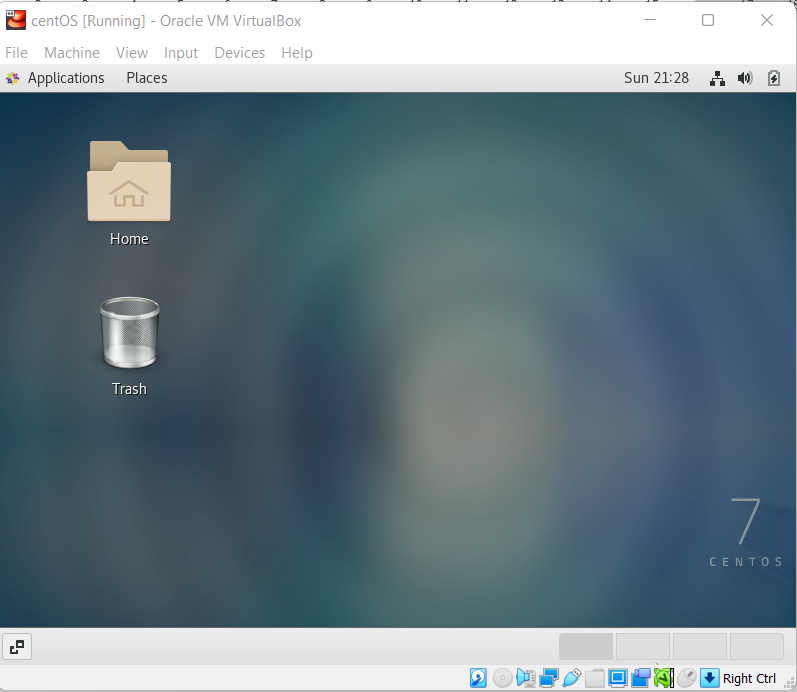 centOS [Running] - Oracle VM VirtualBox
File Machine View Input Devices Help
Applications Places Sun 21:28
Home
Trash
7
CENTOS
Right Ctrl